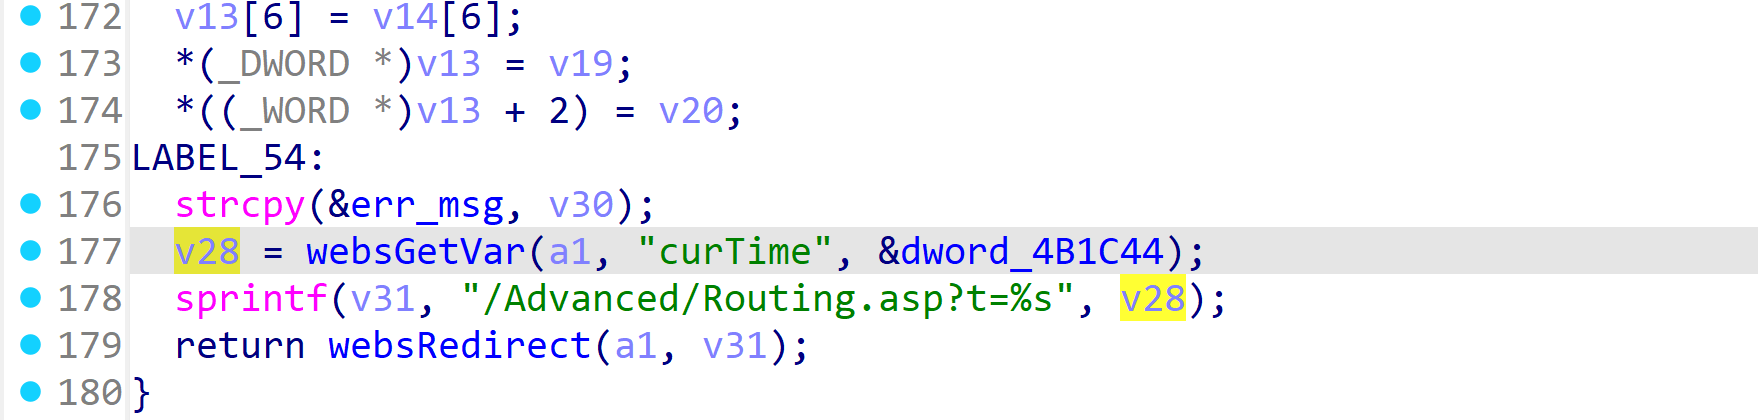 172 v13[6] = v14[6];
173 *(_DWORD *)v13 = v19;
174 *((_WORD *)v13 + 2) = v20;
175 LABEL_54:
176 strcpy(&err_msg, v30);
177 v28 = websGetVar(a1, "curTime", &dword_4B1C44);
178 sprintf(v31, "/Advanced/Routing.asp?t=%s", v28);
179 return websRedirect(a1, v31);
180 }